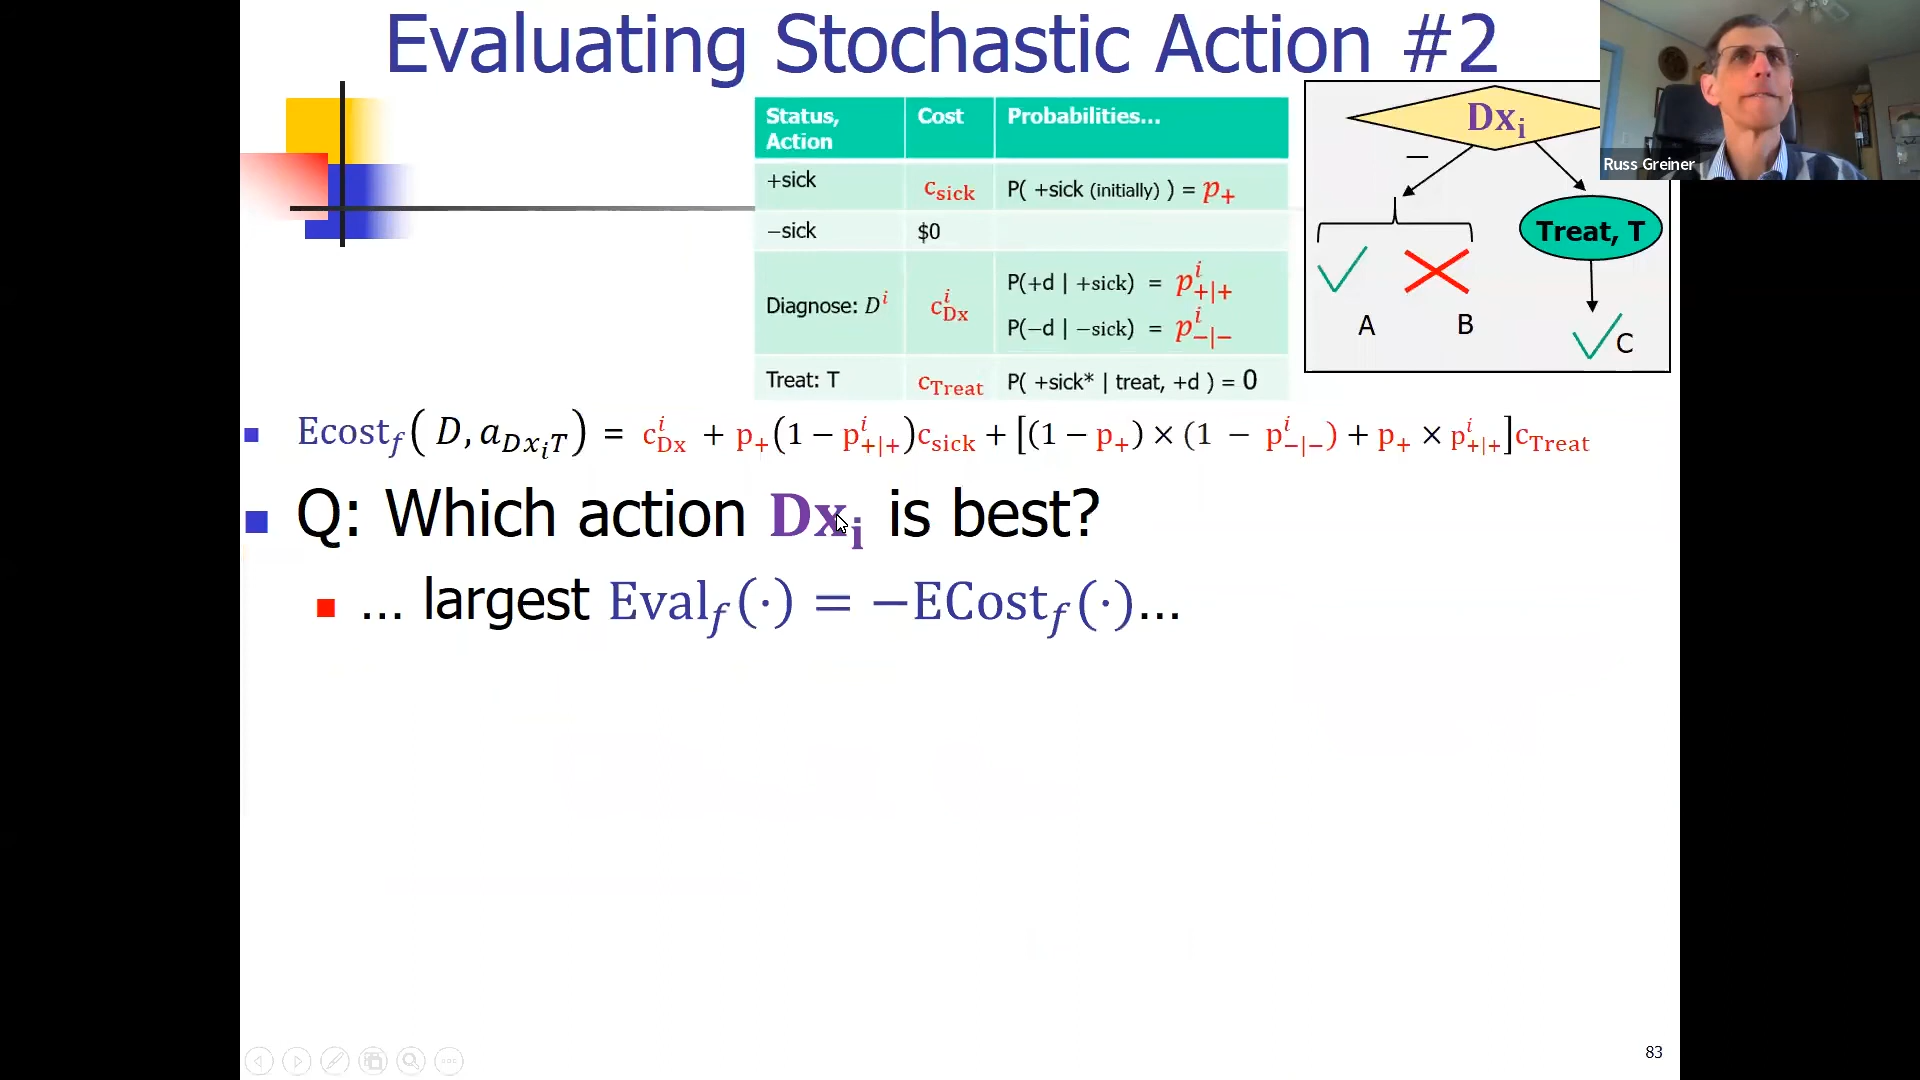 Evaluating Stochastic Action #2
Status, Action Cost Probabilities...
+sick c_sick P( +sick (initially) ) = p_+
−sick $0
Diagnose: D^i c^i_Dx P(+d | +sick) = p^i_+|+
P(−d | −sick) = p^i_−|−
Treat: T c_Treat P( +sick* | treat, +d ) = 0
Dx_i
−
Treat, T
A B C
Russ Greiner
Ecost_f( D, a_Dx_iT ) = c^i_Dx + p_+(1 − p^i_+|+)c_sick + [(1 − p_+) × (1 − p^i_−|−) + p_+ × p^i_+|+]c_Treat
Q: Which action Dx_i is best?
... largest Eval_f(·) = −ECost_f(·)...
83